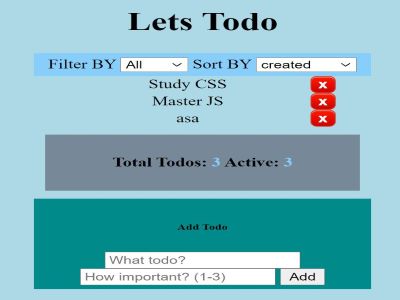 Lets Todo
Filter BY All Sort BY created
Study CSS x
Master JS x
asa x
Total Todos: 3 Active: 3
Add Todo
What todo?
How important? (1-3) Add